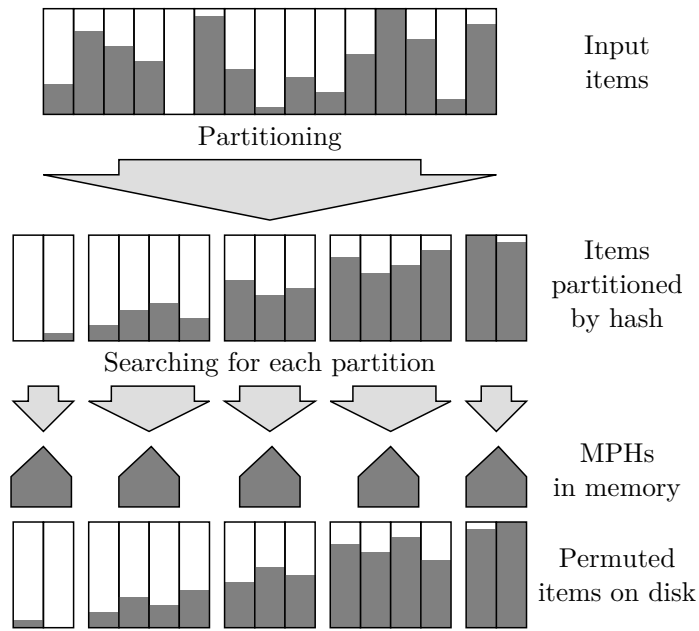 Input
items
Partitioning
Items
partitioned
by hash
Searching for each partition
MPHs
in memory
Permuted
items on disk